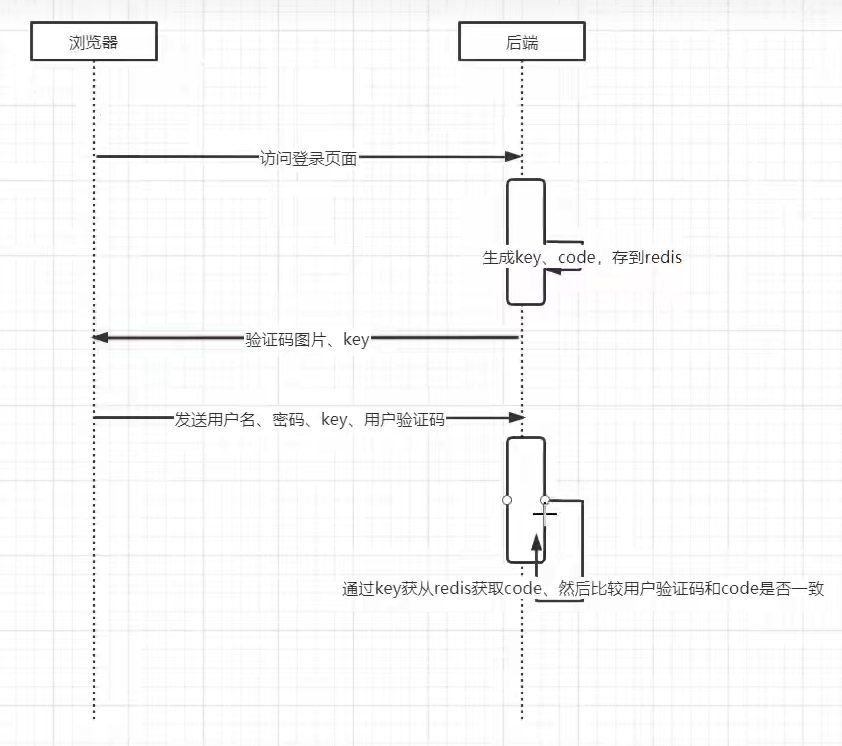 浏览器
后端
访问登录页面
生成key、code，存到redis
验证码图片、key
发送用户名、密码、key、用户验证码
通过key获从redis获取code、然后比较用户验证码和code是否一致